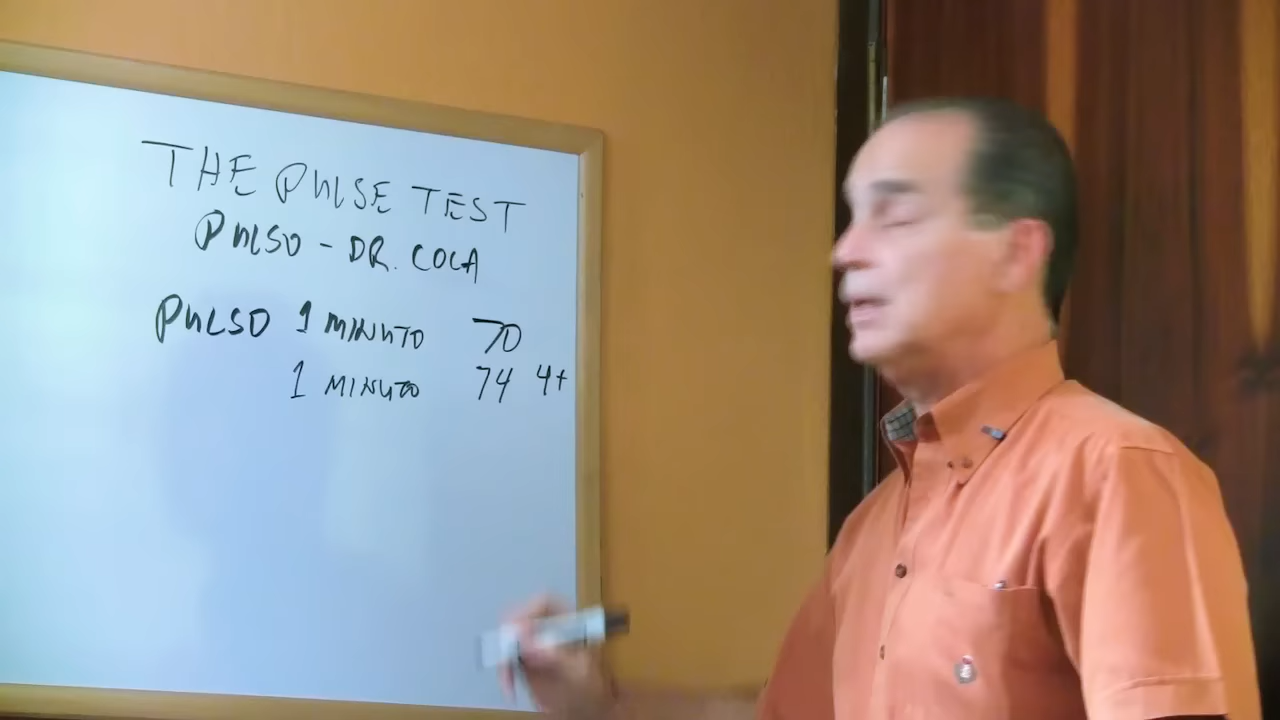 THE PULSE TEST
PULSO - DR. COCA
PULSO 1 MINUTO 70
1 MINUTO 74 4+